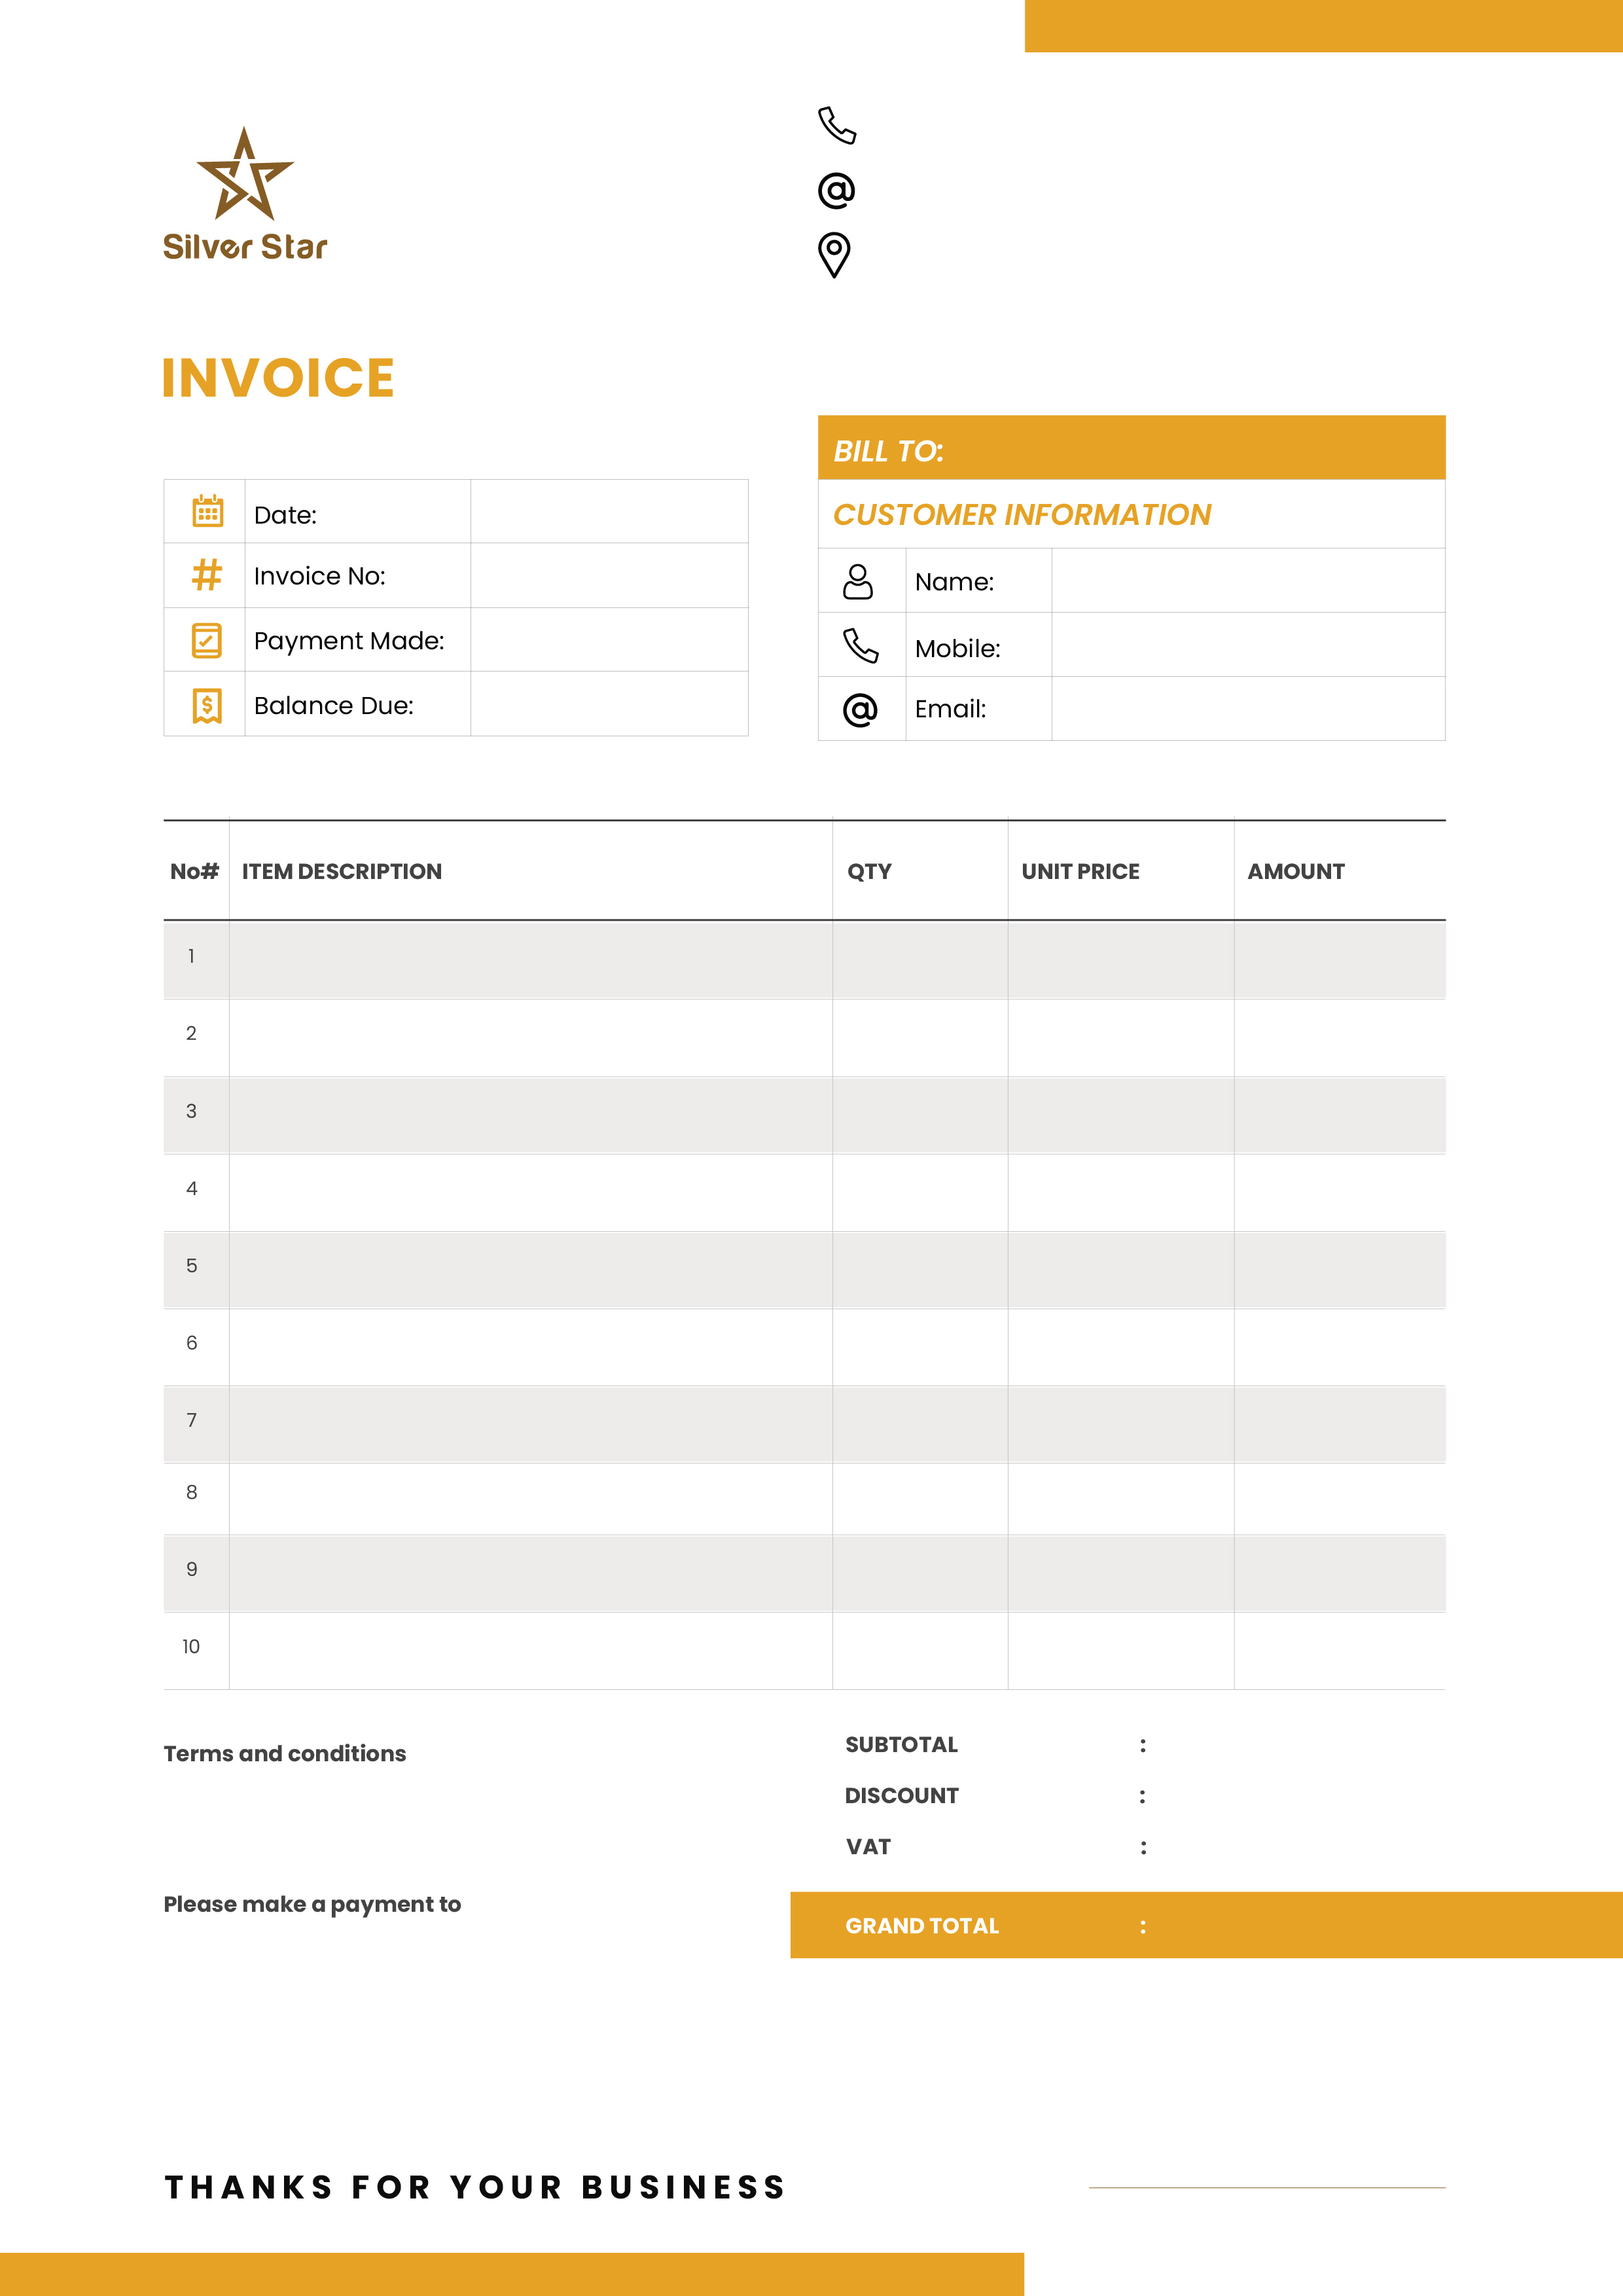 Silver Star
INVOICE
BILL TO:
CUSTOMER INFORMATION
Date:
Invoice No:
Payment Made:
Balance Due:
Name:
Mobile:
Email:
No# ITEM DESCRIPTION QTY UNIT PRICE AMOUNT
1
2
3
4
5
6
7
8
9
10
Terms and conditions
Please make a payment to
SUBTOTAL :
DISCOUNT :
VAT :
GRAND TOTAL :
THANKS FOR YOUR BUSINESS